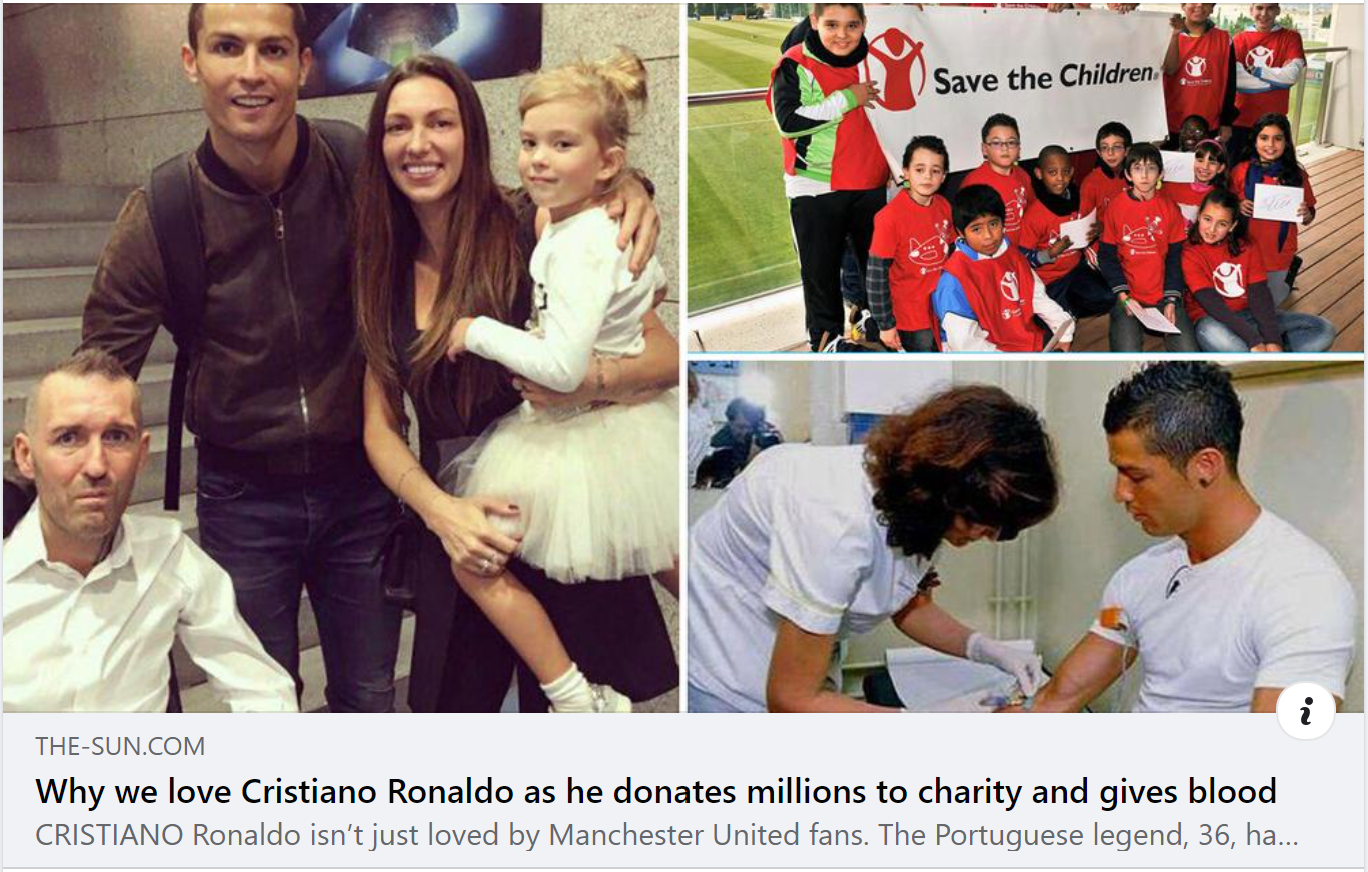 Save the Children.
THE-SUN.COM
Why we love Cristiano Ronaldo as he donates millions to charity and gives blood
CRISTIANO Ronaldo isn’t just loved by Manchester United fans. The Portuguese legend, 36, ha...